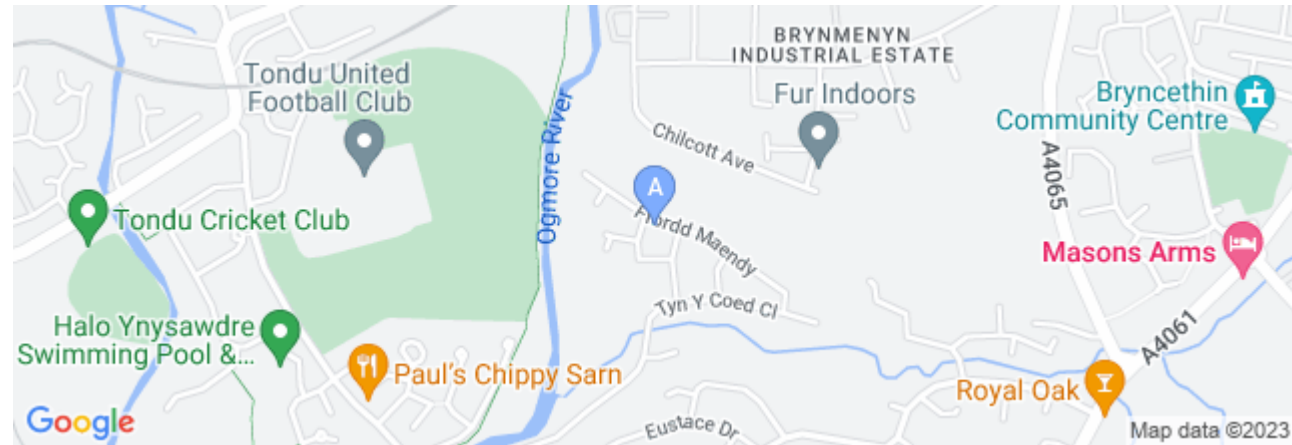 BRYNMENYN
INDUSTRIAL ESTATE
Tondu United
Football Club
Fur Indoors
Bryncethin
Community Centre
Ogmore River
Chilcott Ave
A4065
A
Ffordd Maendy
Tondu Cricket Club
Masons Arms
Tyn Y Coed Cl
Halo Ynysawdre
Swimming Pool &...
A4061
Paul's Chippy Sarn
Royal Oak
Eustace Dr
Google
Map data ©2023